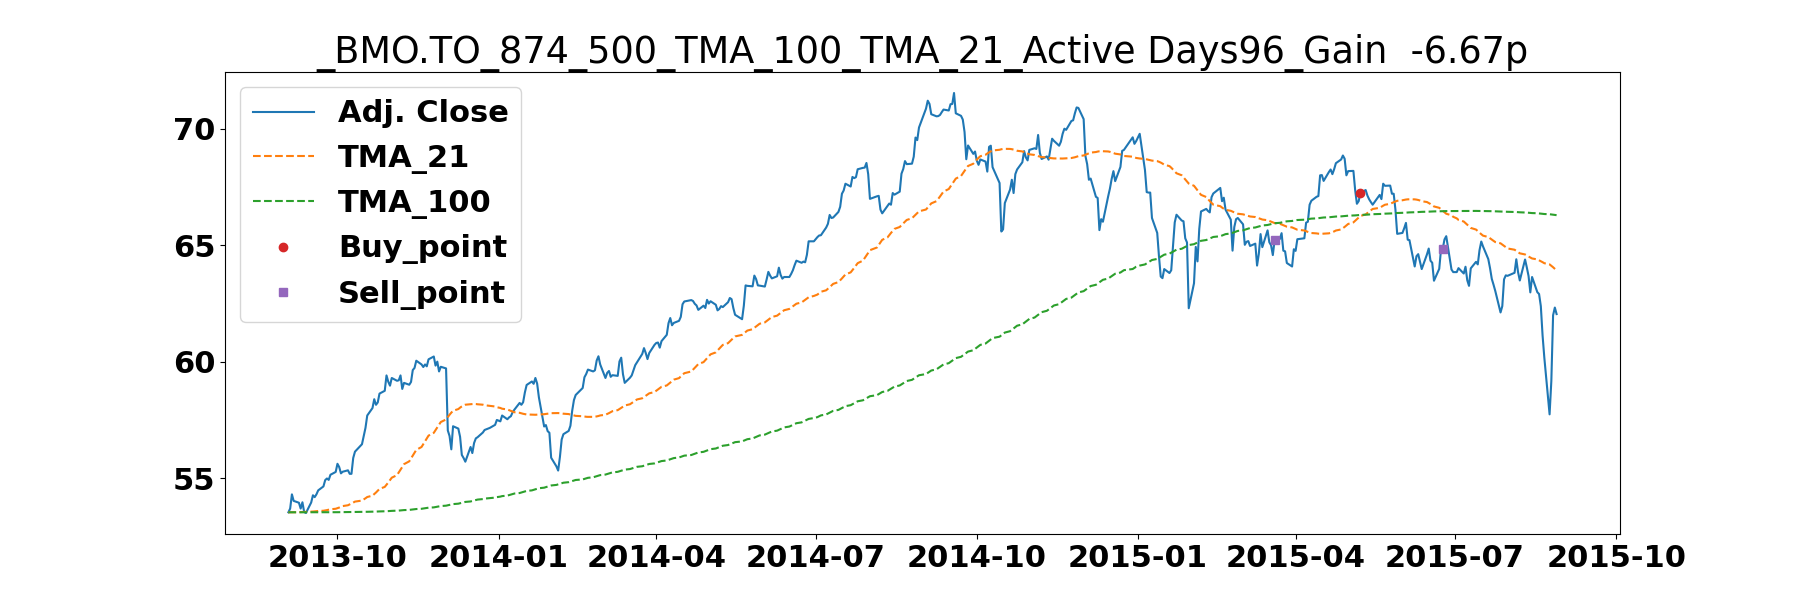 _BMO.TO_874_500_TMA_100_TMA_21_Active Days96_Gain  -6.67p
Adj. Close
TMA_21
TMA_100
Buy_point
Sell_point
70
65
60
55
2013-10 2014-01 2014-04 2014-07 2014-10 2015-01 2015-04 2015-07 2015-10